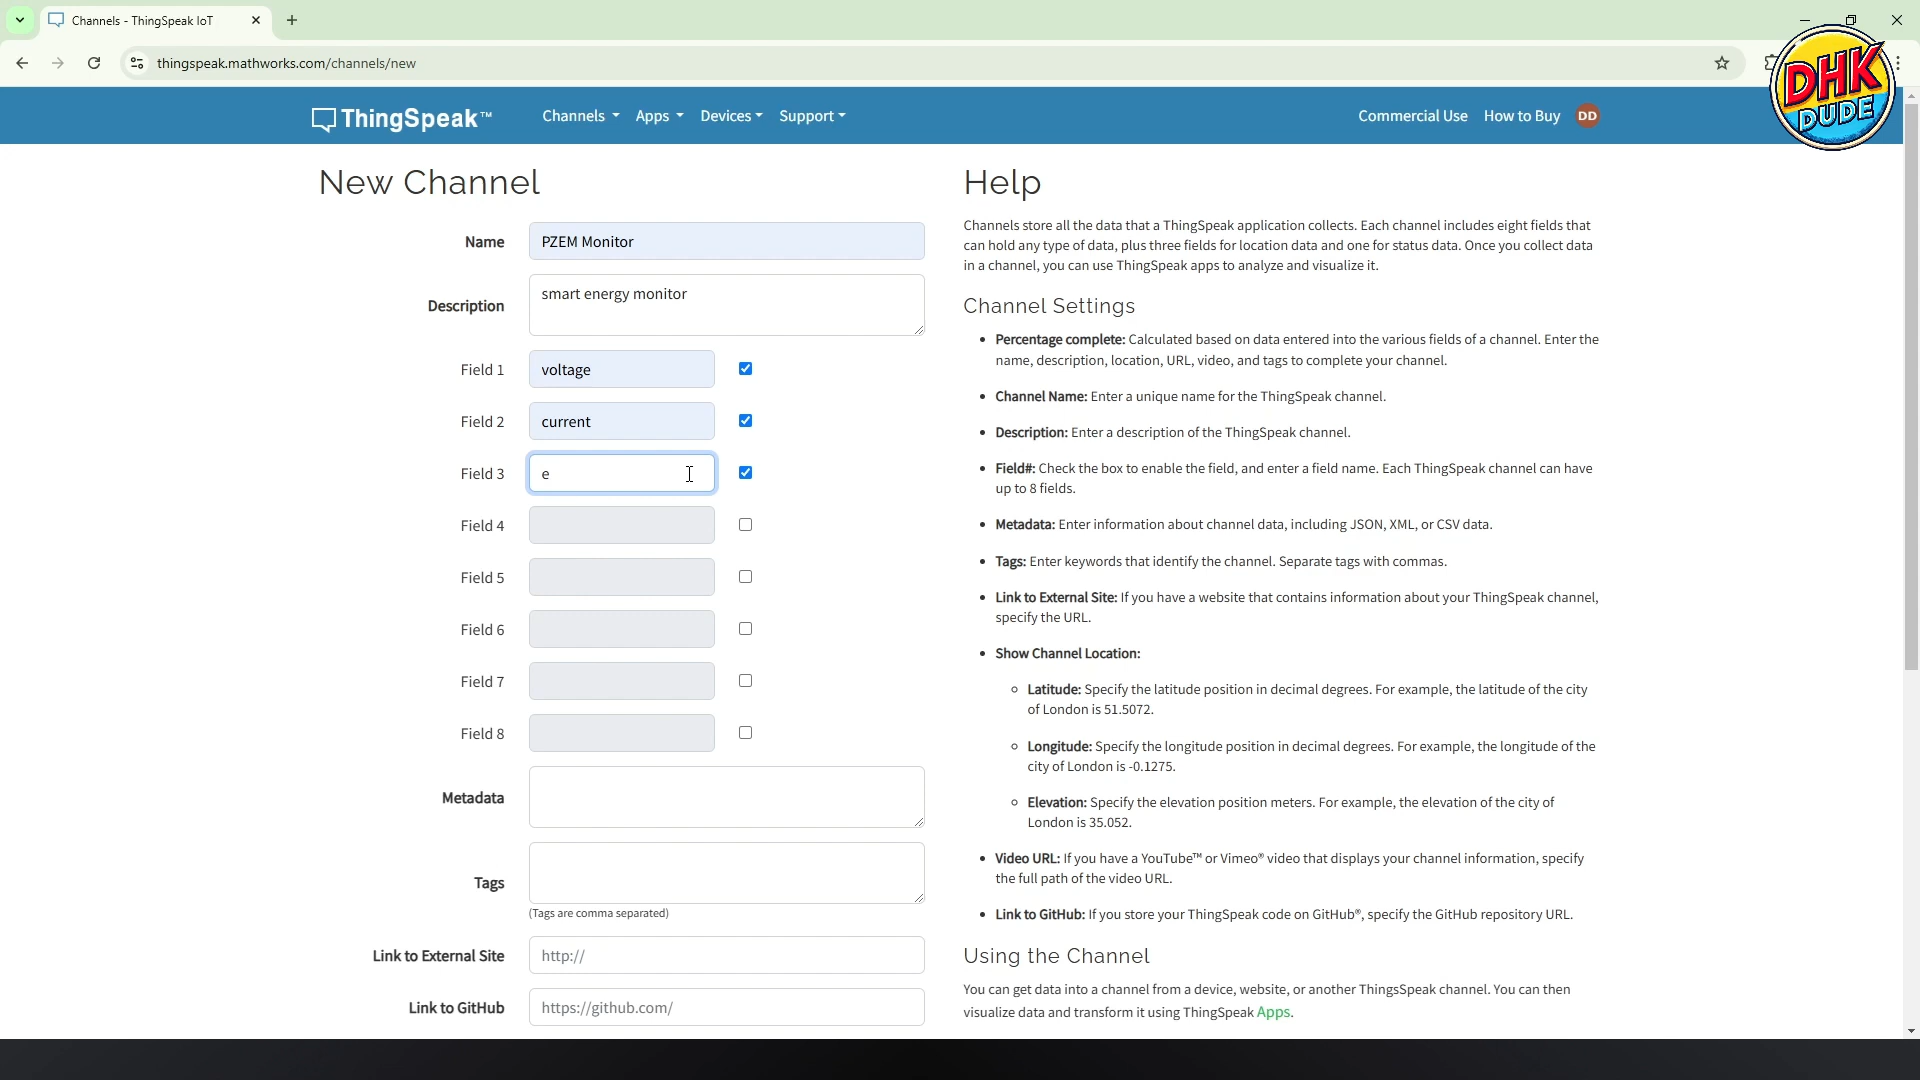 Channels - ThingSpeak IoT
thingspeak.mathworks.com/channels/new
DHK
DUDE
ThingSpeak™
Channels
Apps
Devices
Support
Commercial Use
How to Buy
DD
New Channel
Name
PZEM Monitor
Description
smart energy monitor
Field 1
voltage
Field 2
current
Field 3
e
Field 4
Field 5
Field 6
Field 7
Field 8
Metadata
Tags
(Tags are comma separated)
Link to External Site
http://
Link to GitHub
https://github.com/
Help
Channels store all the data that a ThingSpeak application collects. Each channel includes eight fields that
can hold any type of data, plus three fields for location data and one for status data. Once you collect data
in a channel, you can use ThingSpeak apps to analyze and visualize it.
Channel Settings
Percentage complete: Calculated based on data entered into the various fields of a channel. Enter the
name, description, location, URL, video, and tags to complete your channel.
Channel Name: Enter a unique name for the ThingSpeak channel.
Description: Enter a description of the ThingSpeak channel.
Field#: Check the box to enable the field, and enter a field name. Each ThingSpeak channel can have
up to 8 fields.
Metadata: Enter information about channel data, including JSON, XML, or CSV data.
Tags: Enter keywords that identify the channel. Separate tags with commas.
Link to External Site: If you have a website that contains information about your ThingSpeak channel,
specify the URL.
Show Channel Location:
Latitude: Specify the latitude position in decimal degrees. For example, the latitude of the city
of London is 51.5072.
Longitude: Specify the longitude position in decimal degrees. For example, the longitude of the
city of London is -0.1275.
Elevation: Specify the elevation position meters. For example, the elevation of the city of
London is 35.052.
Video URL: If you have a YouTube™ or Vimeo® video that displays your channel information, specify
the full path of the video URL.
Link to GitHub: If you store your ThingSpeak code on GitHub®, specify the GitHub repository URL.
Using the Channel
You can get data into a channel from a device, website, or another ThingsSpeak channel. You can then
visualize data and transform it using ThingSpeak Apps.